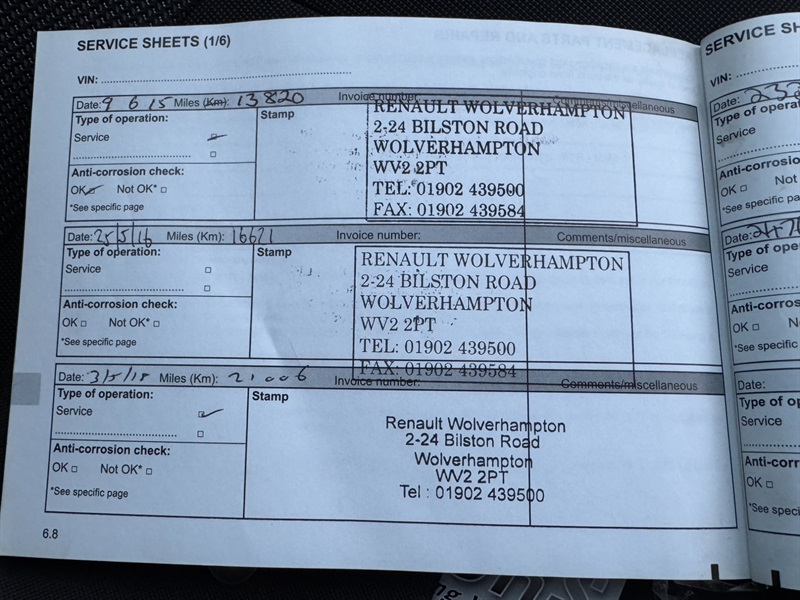 SERVICE SHEETS (1/6)
VIN:
Date: 9 6 15 Miles (Km): 13820 Invoice number: Comments/miscellaneous
Type of operation:
Stamp
Service
Anti-corrosion check:
OK Not OK*
*See specific page
RENAULT WOLVERHAMPTON
2-24 BILSTON ROAD
WOLVERHAMPTON
WV2 2PT
TEL: 01902 439500
FAX: 01902 439584
Date: 25/5/16 Miles (Km): 16671 Invoice number: Comments/miscellaneous
Type of operation:
Stamp
Service
Anti-corrosion check:
OK Not OK*
*See specific page
RENAULT WOLVERHAMPTON
2-24 BILSTON ROAD
WOLVERHAMPTON
WV2 2PT
TEL: 01902 439500
FAX: 01902 439584
Date: 3/5/18 Miles (Km): 21006 Invoice number: Comments/miscellaneous
Type of operation:
Stamp
Service
Anti-corrosion check:
OK Not OK*
*See specific page
Renault Wolverhampton
2-24 Bilston Road
Wolverhampton
WV2 2PT
Tel : 01902 439500
6.8
SERVICE SH
VIN:
Date:
Type of opera
Service
Anti-corrosion
OK Not
*See specific page
Date:
Type of ope
Service
Anti-corros
OK N
*See specific
Date:
Type of op
Service
Anti-corr
OK
*See speci